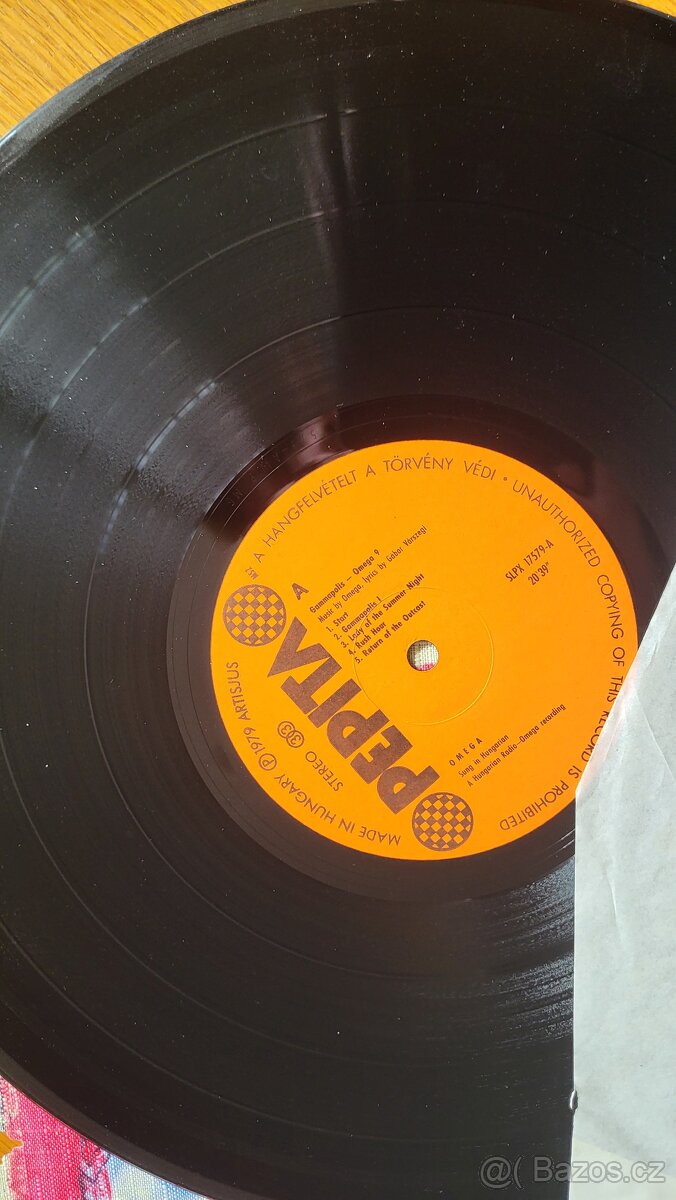 A HANGFELVÉTELT A TÖRVÉNY VÉDI • UNAUTHORIZED COPYING OF THIS RECORD IS PROHIBITED
MADE IN HUNGARY Ⓟ 1979 ARTISJUS
MK2
STEREO 33
PEPITA
A
SLPX 17579-A
20'39"
Gammapolis — Omega 9
Music by Omega, lyrics by Gábor Várszegi
1. Start
2. Gammapolis I
3. Lady of the Summer Night
4. Rush Hour
5. Return of the Outcast
OMEGA
Sung in Hungarian
A Hungarian Radio–Omega recording
Bazos.cz